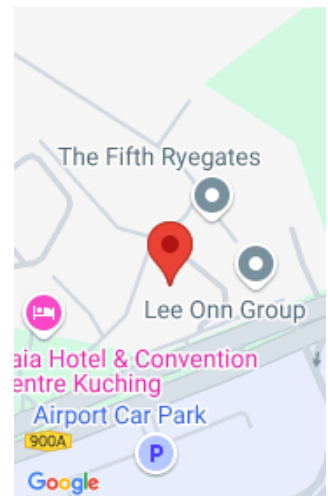 The Fifth Ryegates
Lee Onn Group
aia Hotel & Convention
entre Kuching
Airport Car Park
900A
P
Google